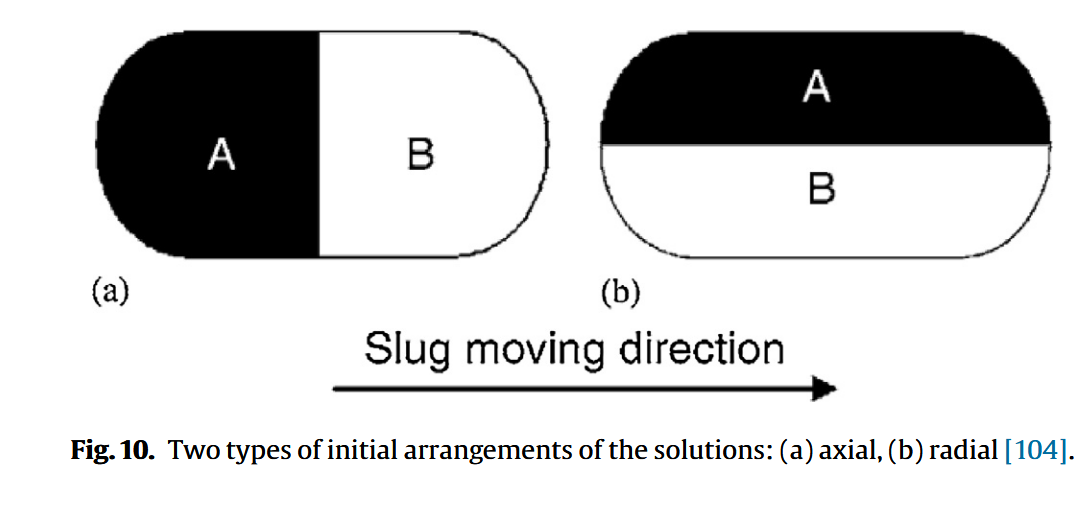 A
B
A
B
(a)
(b)
Slug moving direction
Fig. 10. Two types of initial arrangements of the solutions: (a) axial, (b) radial [104].